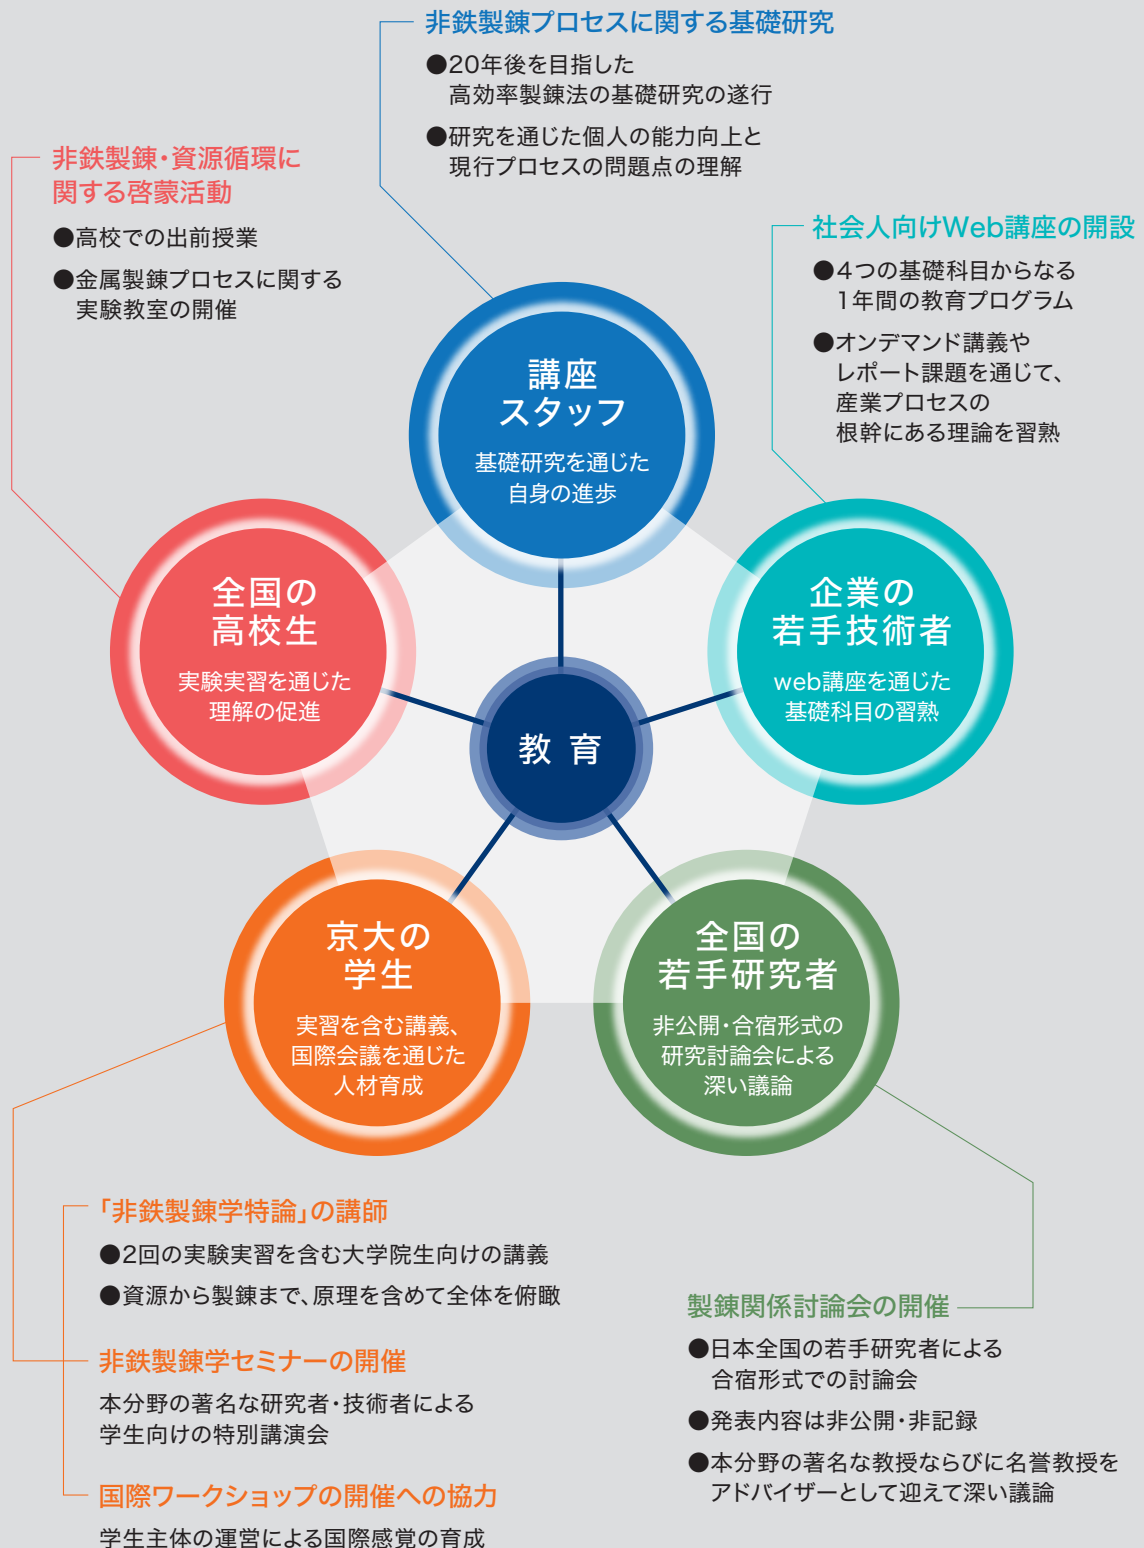 非鉄製錬プロセスに関する基礎研究
●20年後を目指した
高効率製錬法の基礎研究の遂行
●研究を通じた個人の能力向上と
現行プロセスの問題点の理解
非鉄製錬・資源循環に
関する啓蒙活動
●高校での出前授業
●金属製錬プロセスに関する
実験教室の開催
社会人向けWeb講座の開設
●4つの基礎科目からなる
1年間の教育プログラム
●オンデマンド講義や
レポート課題を通じて、
産業プロセスの
根幹にある理論を習熟
講座
スタッフ
基礎研究を通じた
自身の進歩
全国の
高校生
実験実習を通じた
理解の促進
企業の
若手技術者
web講座を通じた
基礎科目の習熟
教 育
京大の
学生
実習を含む講義、
国際会議を通じた
人材育成
全国の
若手研究者
非公開・合宿形式の
研究討論会による
深い議論
「非鉄製錬学特論」の講師
●2回の実験実習を含む大学院生向けの講義
●資源から製錬まで、原理を含めて全体を俯瞰
非鉄製錬学セミナーの開催
本分野の著名な研究者・技術者による
学生向けの特別講演会
国際ワークショップの開催への協力
学生主体の運営による国際感覚の育成
製錬関係討論会の開催
●日本全国の若手研究者による
合宿形式での討論会
●発表内容は非公開・非記録
●本分野の著名な教授ならびに名誉教授を
アドバイザーとして迎えて深い議論